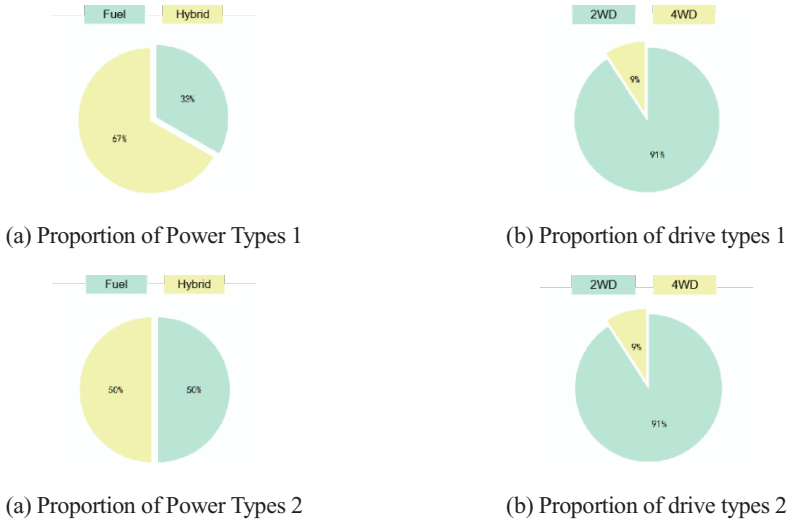 Fuel Hybrid
33%
67%
2WD 4WD
9%
91%
(a) Proportion of Power Types 1
(b) Proportion of drive types 1
Fuel Hybrid
50% 50%
2WD 4WD
9%
91%
(a) Proportion of Power Types 2
(b) Proportion of drive types 2